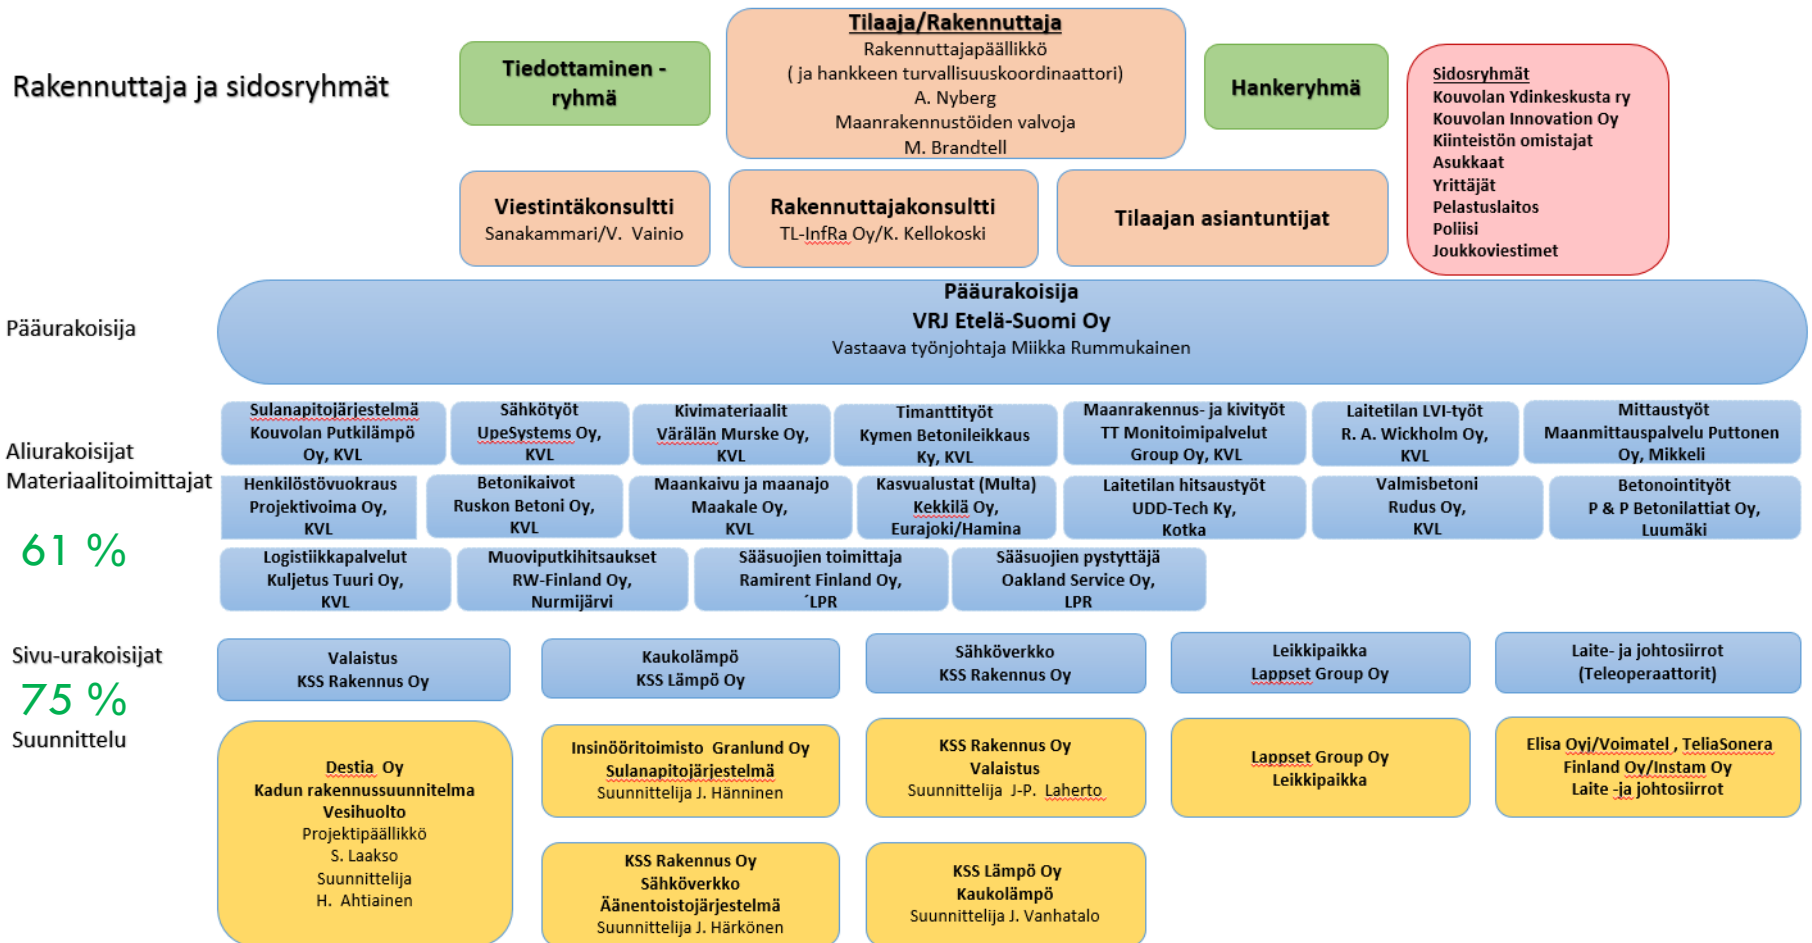 Rakennuttaja ja sidosryhmät
Tiedottaminen -
ryhmä
Tilaaja/Rakennuttaja
Rakennuttajapäällikkö
( ja hankkeen turvallisuuskoordinaattori)
A. Nyberg
Maanrakennustöiden valvoja
M. Brandtell
Hankeryhmä
Sidosryhmät
Kouvolan Ydinkeskusta ry
Kouvolan Innovation Oy
Kiinteistön omistajat
Asukkaat
Yrittäjät
Pelastuslaitos
Poliisi
Joukkoviestimet
Viestintäkonsultti
Sanakammari/V. Vainio
Rakennuttajakonsultti
TL-InfRa Oy/K. Kellokoski
Tilaajan asiantuntijat
Pääurakoisija
Pääurakoisija
VRJ Etelä-Suomi Oy
Vastaava työnjohtaja Miikka Rummukainen
Aliurakoisijat
Materiaalitoimittajat
61 %
Sulanapitojärjestelmä
Kouvolan Putkilämpö
Oy, KVL
Sähkötyöt
UpeSystems Oy,
KVL
Kivimateriaalit
Värälän Murske Oy,
KVL
Timanttityöt
Kymen Betonileikkaus
Ky, KVL
Maanrakennus- ja kivityöt
TT Monitoimipalvelut
Group Oy, KVL
Laitetilan LVI-työt
R. A. Wickholm Oy,
KVL
Mittaustyöt
Maanmittauspalvelu Puttonen
Oy, Mikkeli
Henkilöstövuokraus
Projektivoima Oy,
KVL
Betonikaivot
Ruskon Betoni Oy,
KVL
Maankaivu ja maanajo
Maakale Oy,
KVL
Kasvualustat (Multa)
Kekkilä Oy,
Eurajoki/Hamina
Laitetilan hitsaustyöt
UDD-Tech Ky,
Kotka
Valmisbetoni
Rudus Oy,
KVL
Betonointityöt
P & P Betonilattiat Oy,
Luumäki
Logistiikkapalvelut
Kuljetus Tuuri Oy,
KVL
Muoviputkihitsaukset
RW-Finland Oy,
Nurmijärvi
Sääsuojien toimittaja
Ramirent Finland Oy,
´LPR
Sääsuojien pystyttäjä
Oakland Service Oy,
LPR
Sivu-urakoisijat
75 %
Valaistus
KSS Rakennus Oy
Kaukolämpö
KSS Lämpö Oy
Sähköverkko
KSS Rakennus Oy
Leikkipaikka
Lappset Group Oy
Laite- ja johtosiirrot
(Teleoperaattorit)
Suunnittelu
Destia Oy
Kadun rakennussuunnitelma
Vesihuolto
Projektipäällikkö
S. Laakso
Suunnittelija
H. Ahtiainen
Insinööritoimisto Granlund Oy
Sulanapitojärjestelmä
Suunnittelija J. Hänninen
KSS Rakennus Oy
Valaistus
Suunnittelija J-P. Laherto
Lappset Group Oy
Leikkipaikka
Elisa Oyj/Voimatel , TeliaSonera
Finland Oy/Instam Oy
Laite -ja johtosiirrot
KSS Rakennus Oy
Sähköverkko
Äänentoistojärjestelmä
Suunnittelija J. Härkönen
KSS Lämpö Oy
Kaukolämpö
Suunnittelija J. Vanhatalo